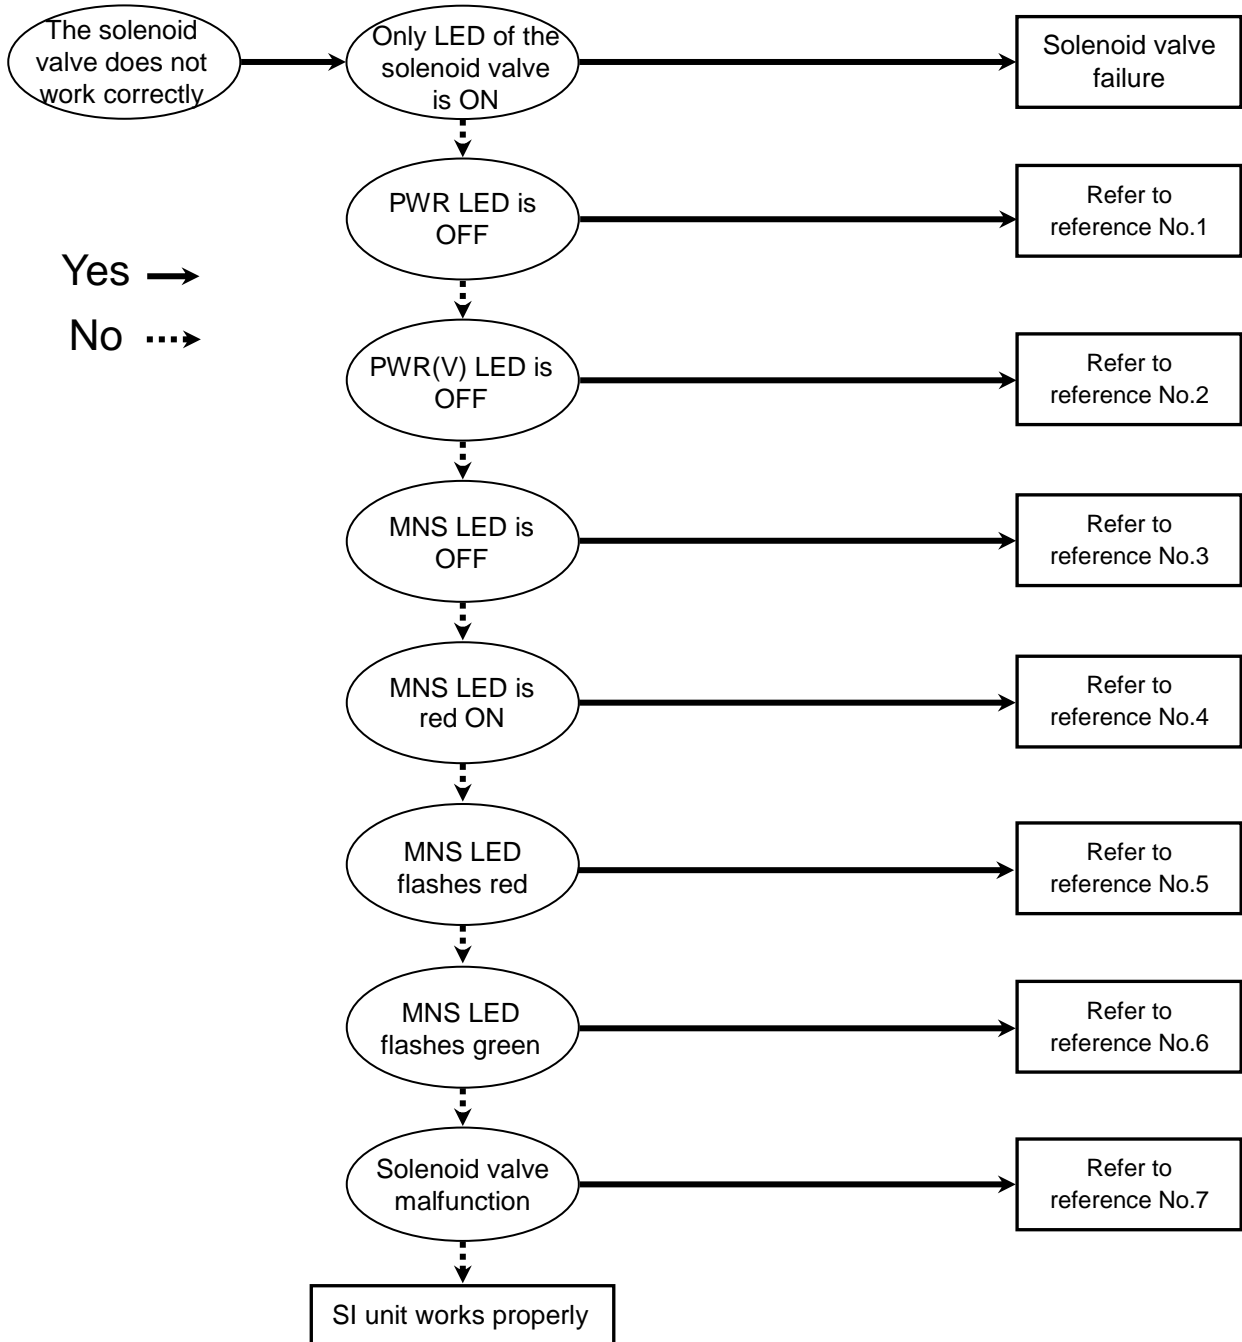 The solenoid
valve does not
work correctly
Only LED of the
solenoid valve
is ON
Solenoid valve
failure
PWR LED is
OFF
Refer to
reference No.1
Yes
No
PWR(V) LED is
OFF
Refer to
reference No.2
MNS LED is
OFF
Refer to
reference No.3
MNS LED is
red ON
Refer to
reference No.4
MNS LED
flashes red
Refer to
reference No.5
MNS LED
flashes green
Refer to
reference No.6
Solenoid valve
malfunction
Refer to
reference No.7
SI unit works properly